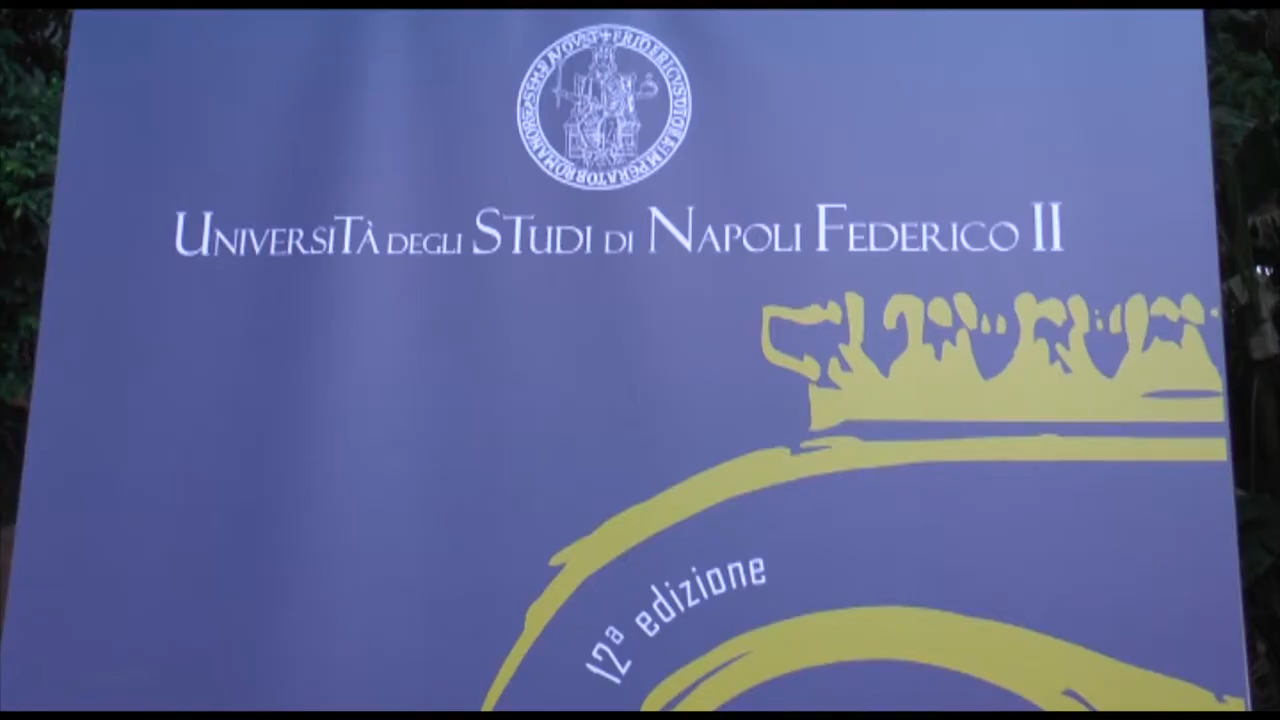 UNIVERSITÀ DEGLI STUDI DI NAPOLI FEDERICO II
12ª edizione